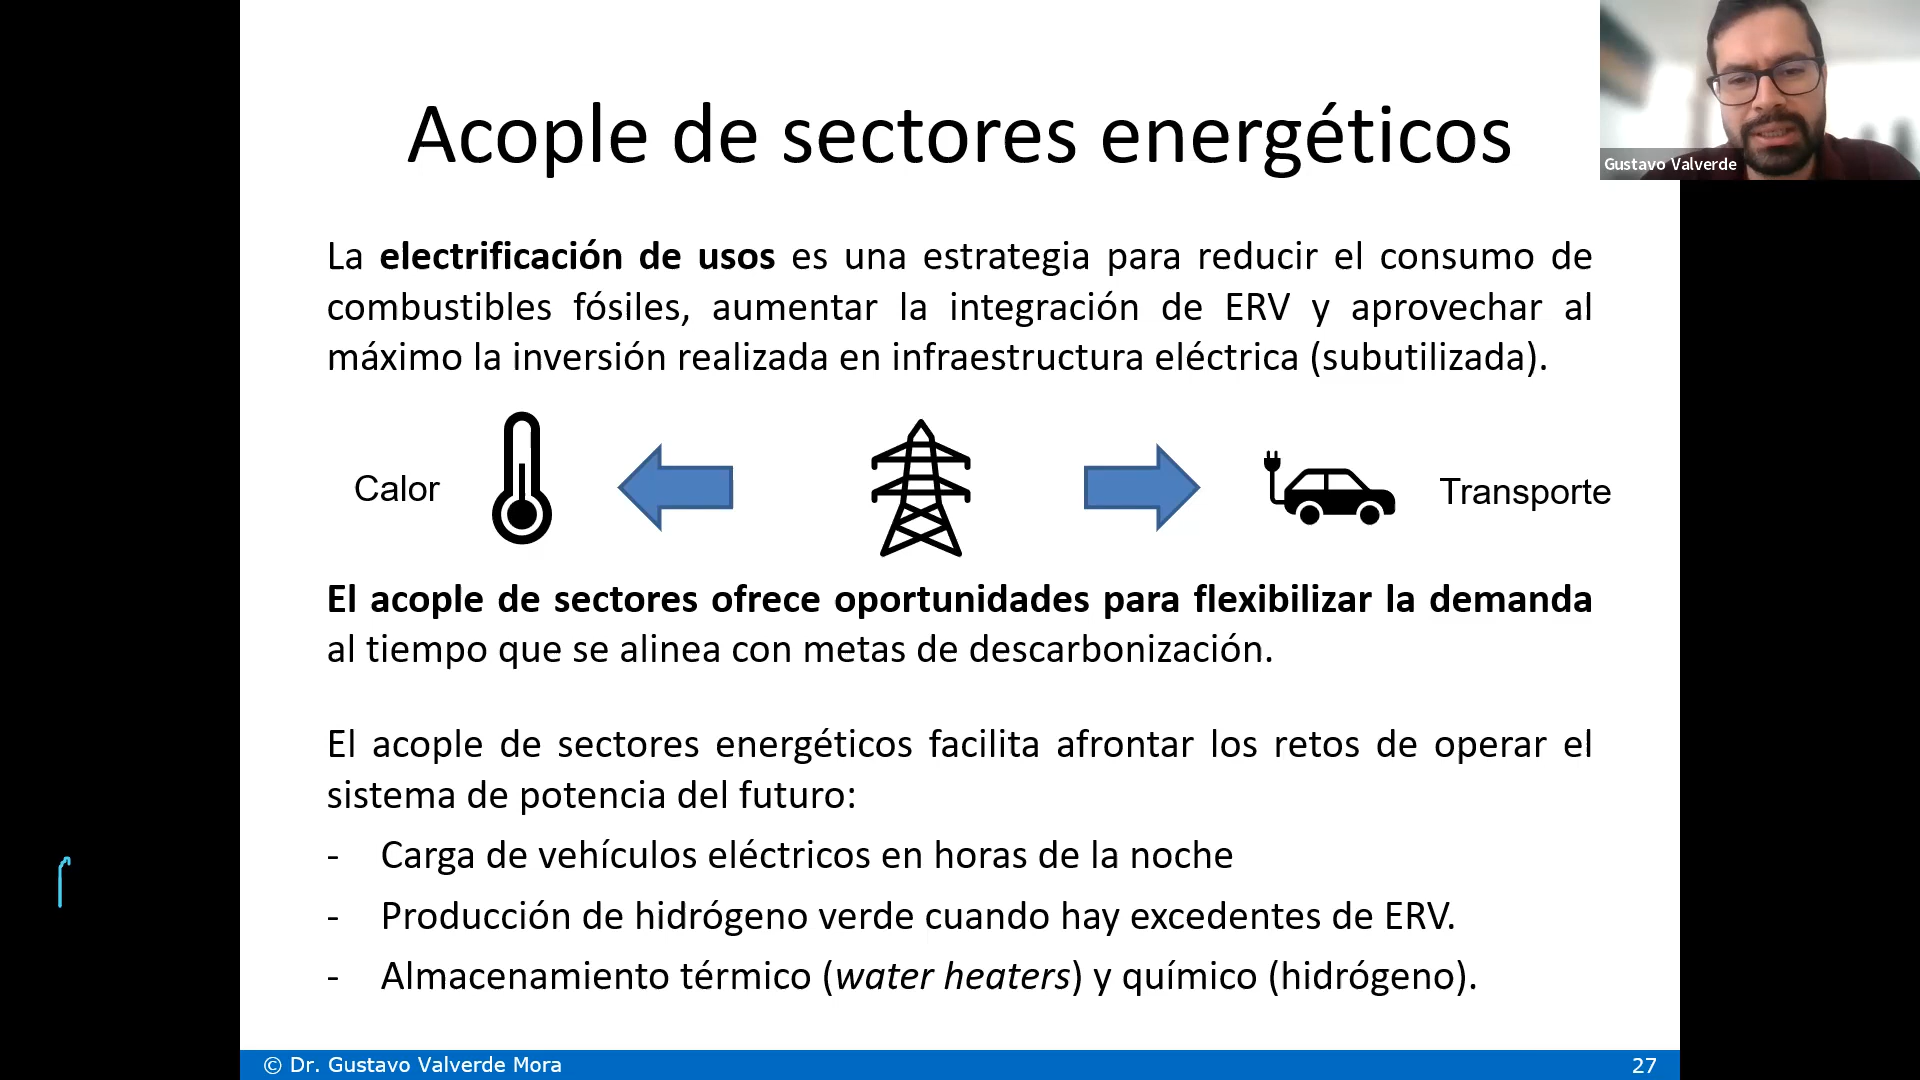 Acople de sectores energéticos
Gustavo Valverde
La electrificación de usos es una estrategia para reducir el consumo de
combustibles fósiles, aumentar la integración de ERV y aprovechar al
máximo la inversión realizada en infraestructura eléctrica (subutilizada).
Calor
Transporte
El acople de sectores ofrece oportunidades para flexibilizar la demanda
al tiempo que se alinea con metas de descarbonización.
El acople de sectores energéticos facilita afrontar los retos de operar el
sistema de potencia del futuro:
- Carga de vehículos eléctricos en horas de la noche
- Producción de hidrógeno verde cuando hay excedentes de ERV.
- Almacenamiento térmico (water heaters) y químico (hidrógeno).
© Dr. Gustavo Valverde Mora
27